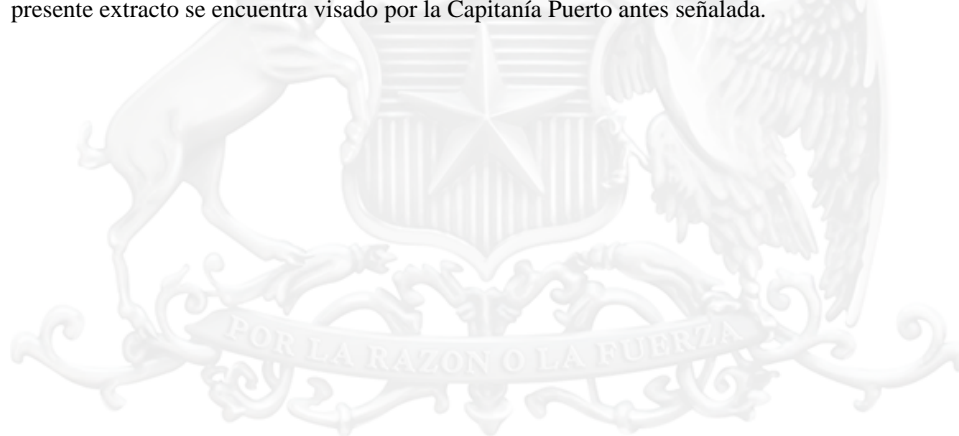 presente extracto se encuentra visado por la Capitanía Puerto antes señalada.
POR LA RAZON O LA FUERZA